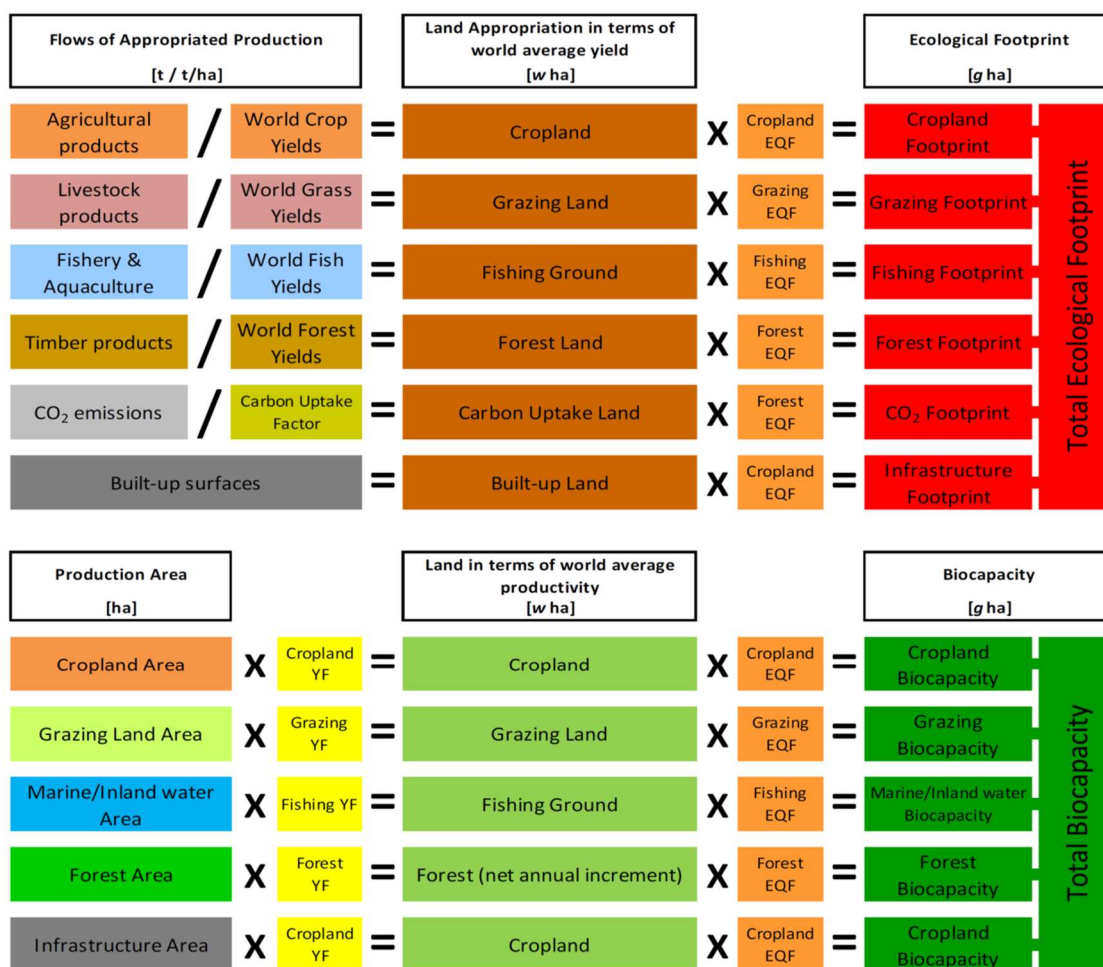 Flows of Appropriated Production
[t / t/ha]
Land Appropriation in terms of
world average yield
[w ha]
Ecological Footprint
[g ha]
Agricultural
products
/
World Crop
Yields
=
Cropland
X
Cropland
EQF
=
Cropland
Footprint
Livestock
products
/
World Grass
Yields
=
Grazing Land
X
Grazing
EQF
=
Grazing Footprint
Fishery &
Aquaculture
/
World Fish
Yields
=
Fishing Ground
X
Fishing
EQF
=
Fishing Footprint
Timber products
/
World Forest
Yields
=
Forest Land
X
Forest
EQF
=
Forest Footprint
CO₂ emissions
/
Carbon Uptake
Factor
=
Carbon Uptake Land
X
Forest
EQF
=
CO₂ Footprint
Built-up surfaces
=
Built-up Land
X
Cropland
EQF
=
Infrastructure
Footprint
Total Ecological Footprint
Production Area
[ha]
Land in terms of world average
productivity
[w ha]
Biocapacity
[g ha]
Cropland Area
X
Cropland
YF
=
Cropland
X
Cropland
EQF
=
Cropland
Biocapacity
Grazing Land Area
X
Grazing
YF
=
Grazing Land
X
Grazing
EQF
=
Grazing
Biocapacity
Marine/Inland water
Area
X
Fishing YF
=
Fishing Ground
X
Fishing
EQF
=
Marine/Inland water
Biocapacity
Forest Area
X
Forest
YF
=
Forest (net annual increment)
X
Forest
EQF
=
Forest
Biocapacity
Infrastructure Area
X
Cropland
YF
=
Cropland
X
Cropland
EQF
=
Cropland
Biocapacity
Total Biocapacity